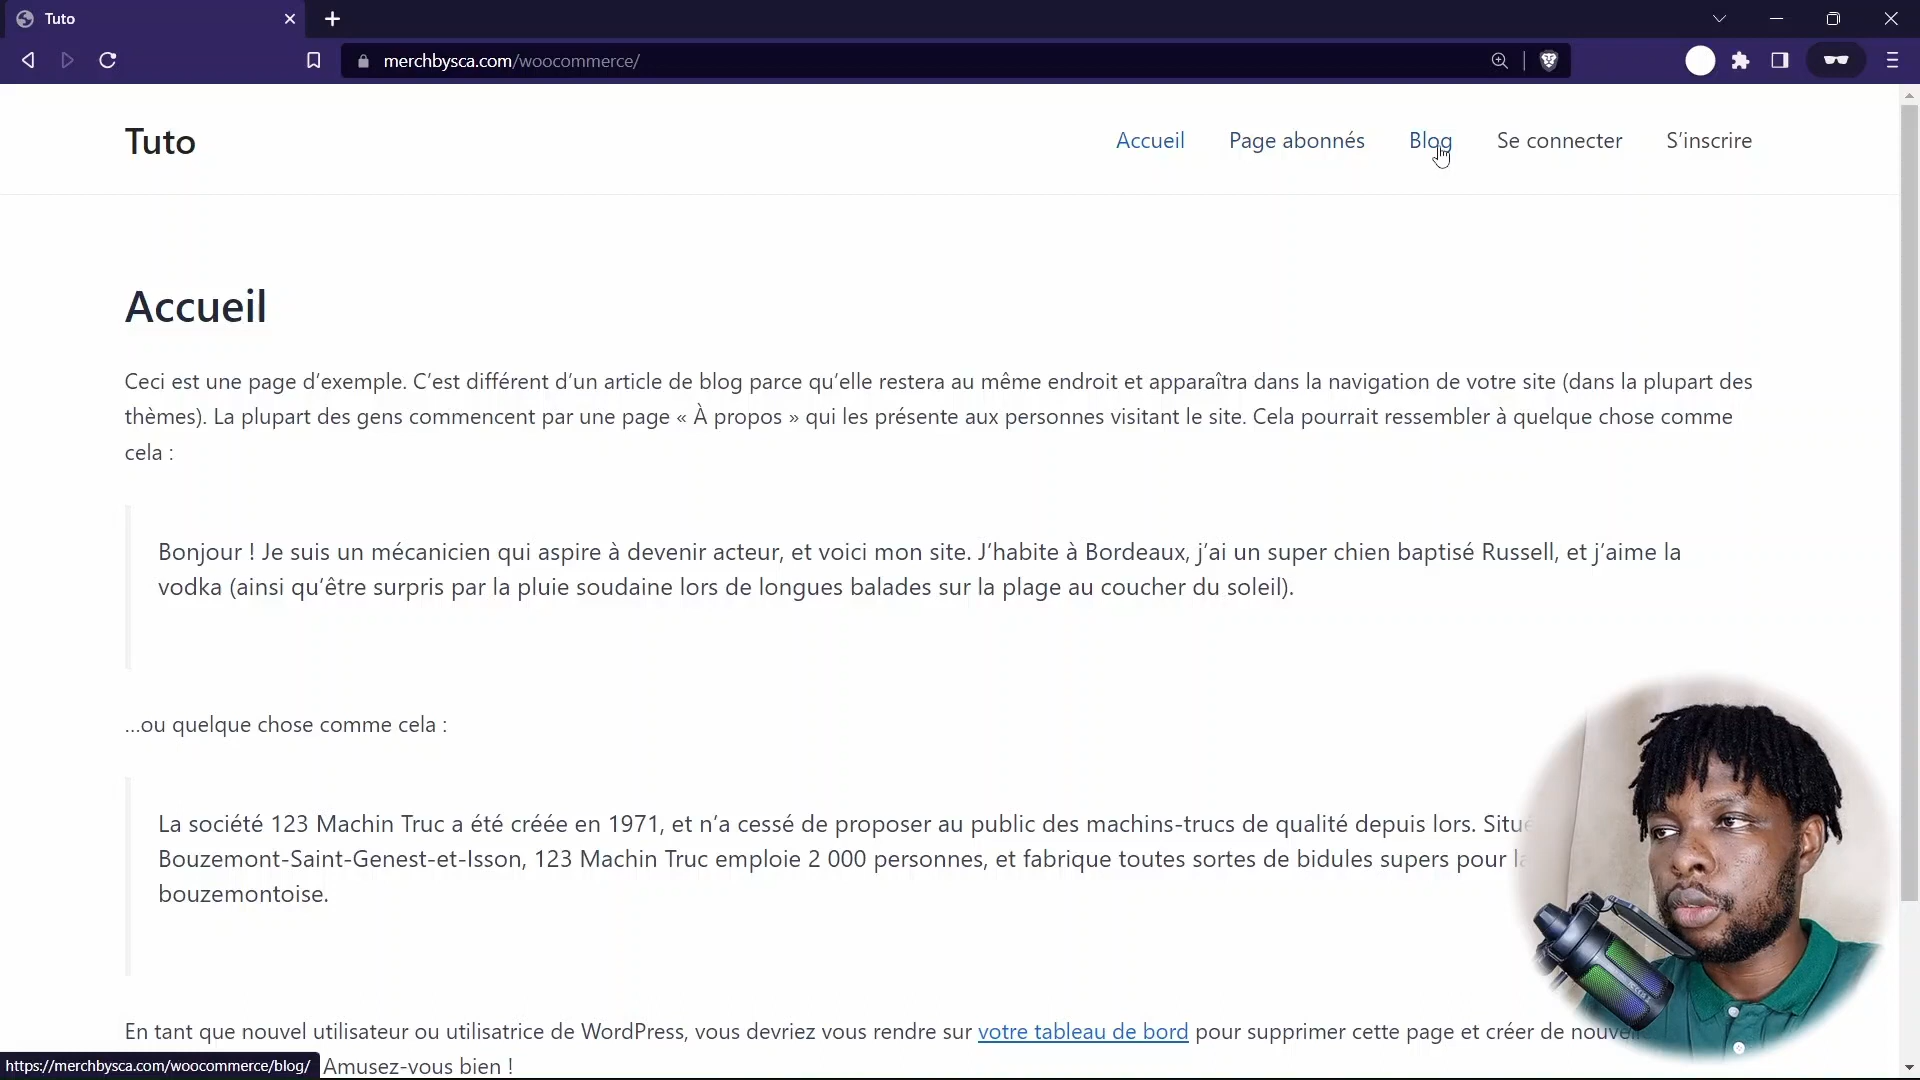 Tuto
merchbysca.com/woocommerce/
Tuto
Accueil Page abonnés Blog Se connecter S'inscrire
Accueil
Ceci est une page d'exemple. C'est différent d'un article de blog parce qu'elle restera au même endroit et apparaîtra dans la navigation de votre site (dans la plupart des
thèmes). La plupart des gens commencent par une page « À propos » qui les présente aux personnes visitant le site. Cela pourrait ressembler à quelque chose comme
cela :
Bonjour ! Je suis un mécanicien qui aspire à devenir acteur, et voici mon site. J'habite à Bordeaux, j'ai un super chien baptisé Russell, et j'aime la
vodka (ainsi qu'être surpris par la pluie soudaine lors de longues balades sur la plage au coucher du soleil).
...ou quelque chose comme cela :
La société 123 Machin Truc a été créée en 1971, et n'a cessé de proposer au public des machins-trucs de qualité depuis lors.
Bouzemont-Saint-Genest-et-Isson, 123 Machin Truc emploie 2 000 personnes, et fabrique toutes sortes de bidules supers pour
bouzemontoise.
En tant que nouvel utilisateur ou utilisatrice de WordPress, vous devriez vous rendre sur votre tableau de bord pour supprimer cette page et créer de
https://merchbysca.com/woocommerce/blog/ Amusez-vous bien !